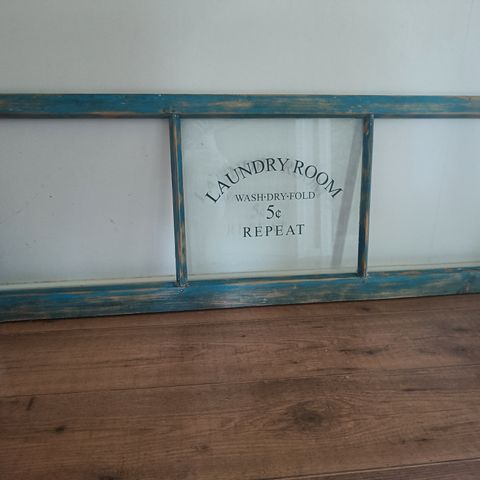 LAUNDRY ROOM
WASH·DRY·FOLD
5¢
REPEAT